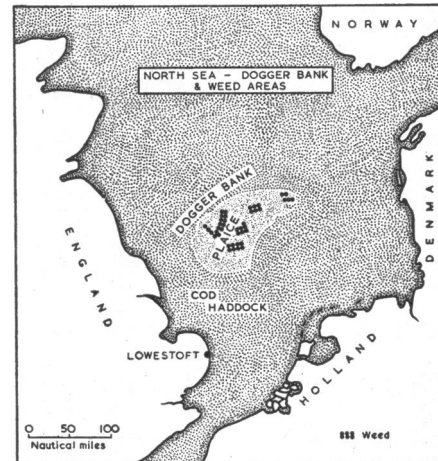 NORWAY
NORTH SEA – DOGGER BANK
& WEED AREAS
DENMARK
DOGGER BANK
PLAICE
ENGLAND
COD
HADDOCK
LOWESTOFT
HOLLAND
0 50 100
Nautical miles
Weed